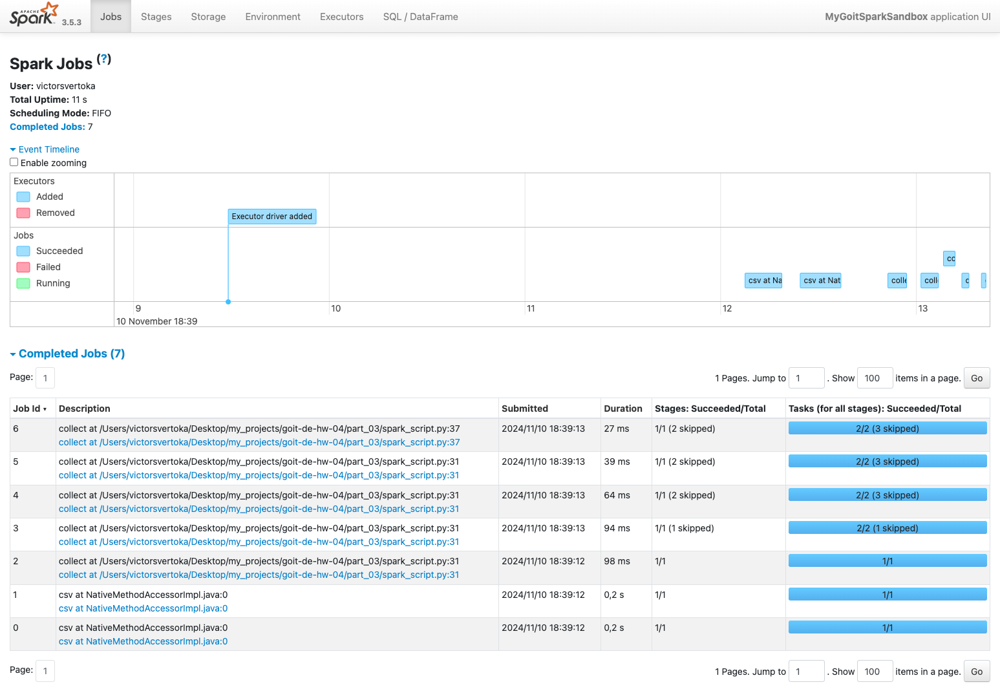 APACHE
Spark 3.5.3 Jobs Stages Storage Environment Executors SQL / DataFrame MyGoitSparkSandbox application UI
Spark Jobs (?)
User: victorsvertoka
Total Uptime: 11 s
Scheduling Mode: FIFO
Completed Jobs: 7
Event Timeline
Enable zooming
Executors
Added
Removed
Executor driver added
Jobs
Succeeded
Failed
Running
cc
csv at Na csv at Nat colle coll c
9 10 11 12 13
10 November 18:39
Completed Jobs (7)
Page: 1 1 Pages. Jump to 1 . Show 100 items in a page. Go
Job Id ▾ Description Submitted Duration Stages: Succeeded/Total Tasks (for all stages): Succeeded/Total
6 collect at /Users/victorsvertoka/Desktop/my_projects/goit-de-hw-04/part_03/spark_script.py:37 2024/11/10 18:39:13 27 ms 1/1 (2 skipped) 2/2 (3 skipped)
collect at /Users/victorsvertoka/Desktop/my_projects/goit-de-hw-04/part_03/spark_script.py:37
5 collect at /Users/victorsvertoka/Desktop/my_projects/goit-de-hw-04/part_03/spark_script.py:31 2024/11/10 18:39:13 39 ms 1/1 (2 skipped) 2/2 (3 skipped)
collect at /Users/victorsvertoka/Desktop/my_projects/goit-de-hw-04/part_03/spark_script.py:31
4 collect at /Users/victorsvertoka/Desktop/my_projects/goit-de-hw-04/part_03/spark_script.py:31 2024/11/10 18:39:13 64 ms 1/1 (2 skipped) 2/2 (3 skipped)
collect at /Users/victorsvertoka/Desktop/my_projects/goit-de-hw-04/part_03/spark_script.py:31
3 collect at /Users/victorsvertoka/Desktop/my_projects/goit-de-hw-04/part_03/spark_script.py:31 2024/11/10 18:39:13 94 ms 1/1 (1 skipped) 2/2 (1 skipped)
collect at /Users/victorsvertoka/Desktop/my_projects/goit-de-hw-04/part_03/spark_script.py:31
2 collect at /Users/victorsvertoka/Desktop/my_projects/goit-de-hw-04/part_03/spark_script.py:31 2024/11/10 18:39:12 98 ms 1/1 1/1
collect at /Users/victorsvertoka/Desktop/my_projects/goit-de-hw-04/part_03/spark_script.py:31
1 csv at NativeMethodAccessorImpl.java:0 2024/11/10 18:39:12 0,2 s 1/1 1/1
csv at NativeMethodAccessorImpl.java:0
0 csv at NativeMethodAccessorImpl.java:0 2024/11/10 18:39:12 0,2 s 1/1 1/1
csv at NativeMethodAccessorImpl.java:0
Page: 1 1 Pages. Jump to 1 . Show 100 items in a page. Go